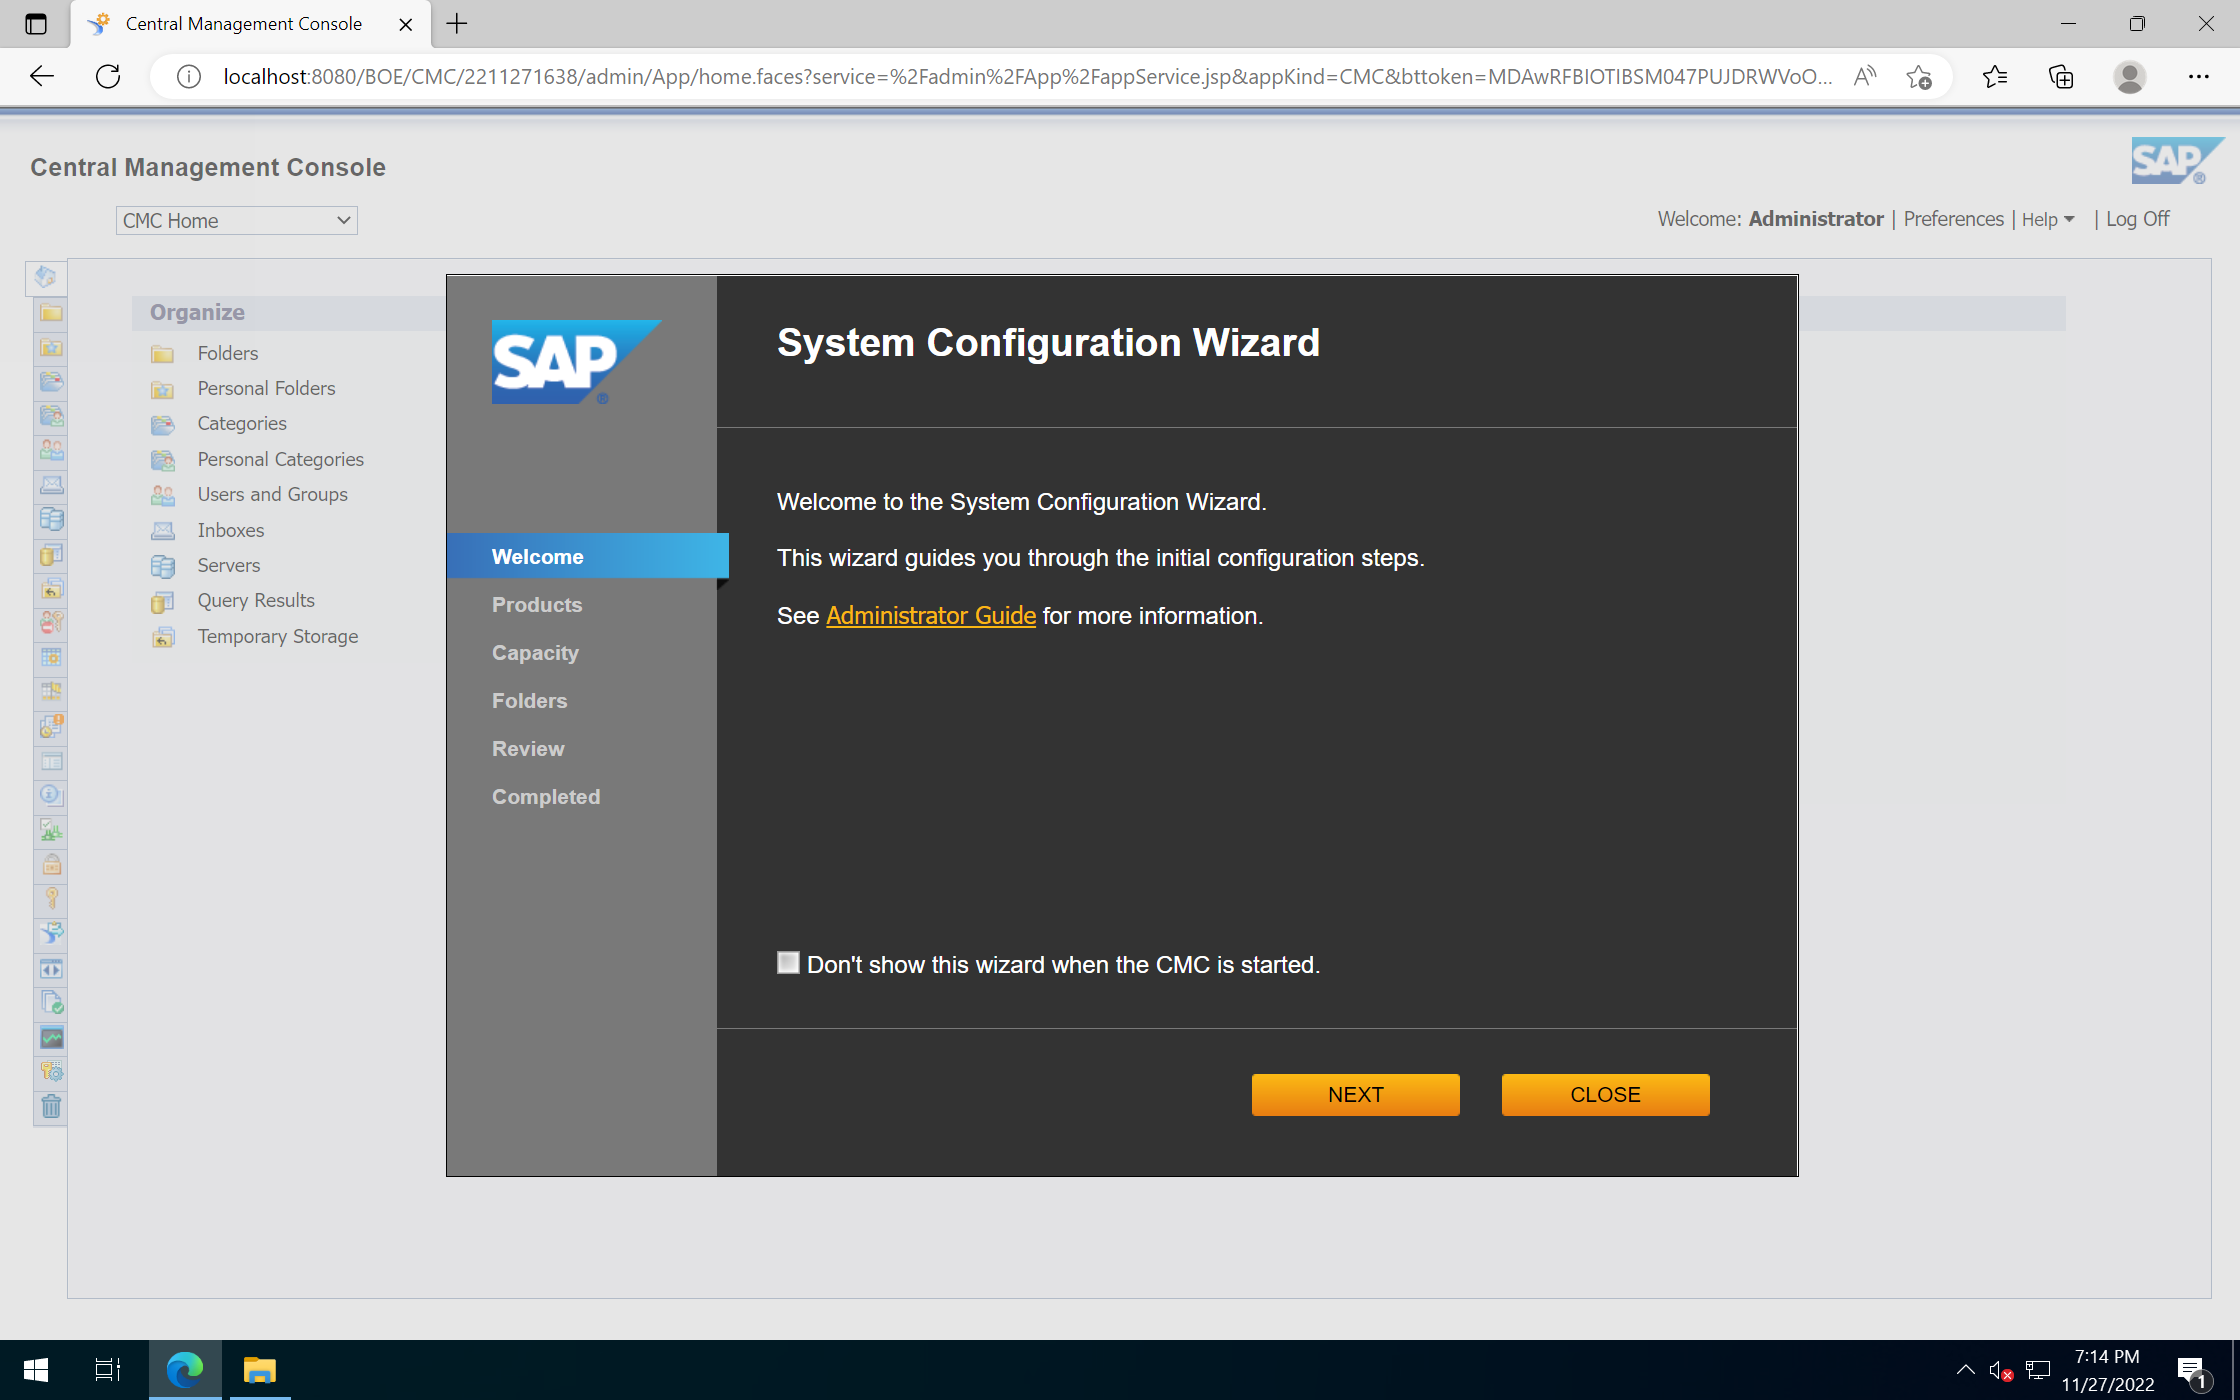 Central Management Console
localhost:8080/BOE/CMC/2211271638/admin/App/home.faces?service=%2Fadmin%2FApp%2FappService.jsp&appKind=CMC&bttoken=MDAwRFBIOTIBSM047PUJDRWVoO...
Central Management Console
SAP ®
CMC Home
Welcome: Administrator | Preferences | Help | Log Off
Organize
Folders
Personal Folders
Categories
Personal Categories
Users and Groups
Inboxes
Servers
Query Results
Temporary Storage
SAP ®
Welcome
Products
Capacity
Folders
Review
Completed
System Configuration Wizard
Welcome to the System Configuration Wizard.
This wizard guides you through the initial configuration steps.
See Administrator Guide for more information.
Don't show this wizard when the CMC is started.
NEXT
CLOSE
7:14 PM
11/27/2022
1